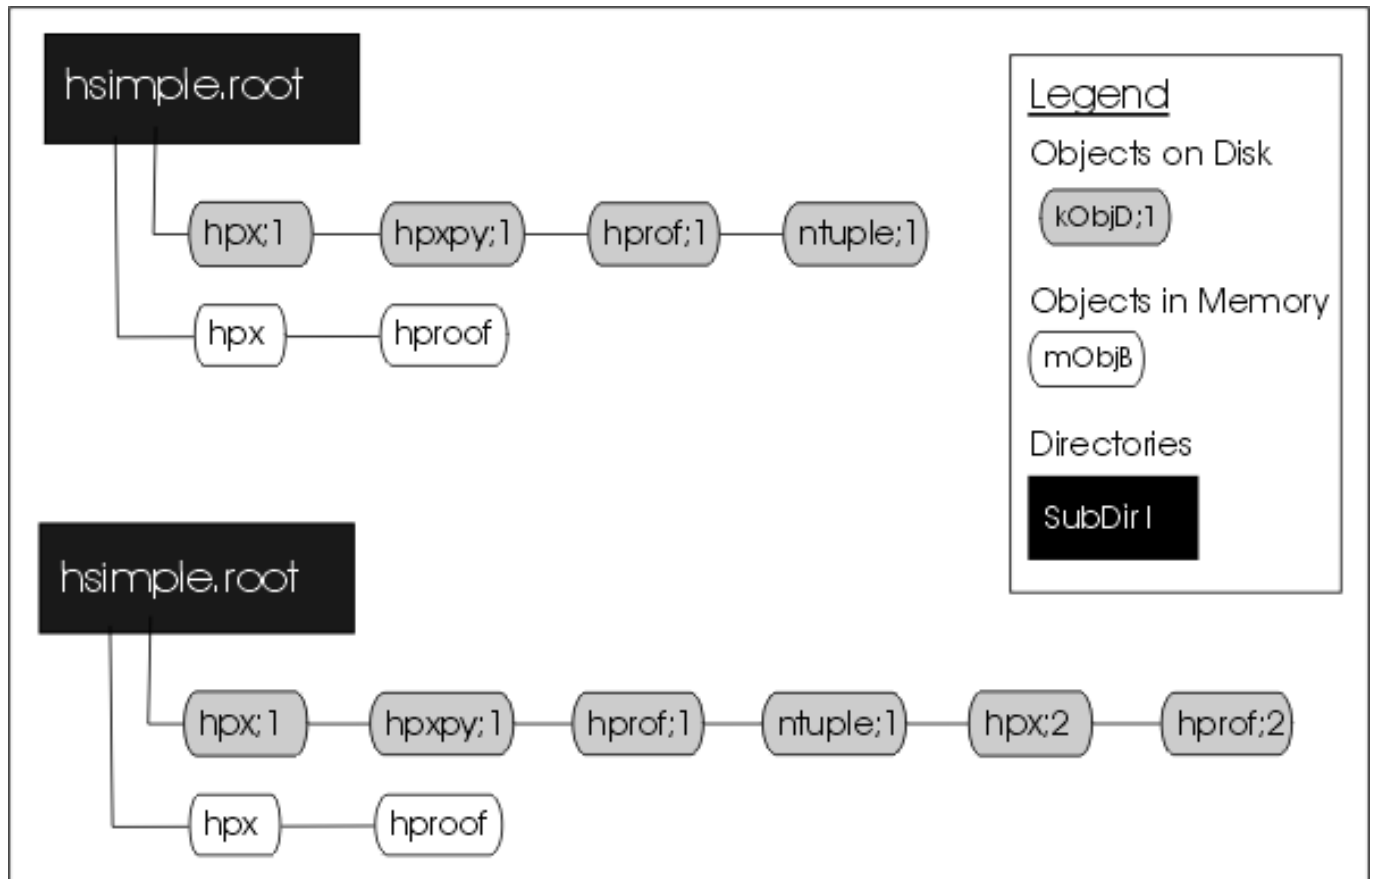 hsimple.root
hpx;1 hpxpy;1 hprof;1 ntuple;1
hpx hproof
Legend
Objects on Disk
kObjD;1
Objects in Memory
mObjB
Directories
SubDir1
hsimple.root
hpx;1 hpxpy;1 hprof;1 ntuple;1 hpx;2 hprof;2
hpx hproof